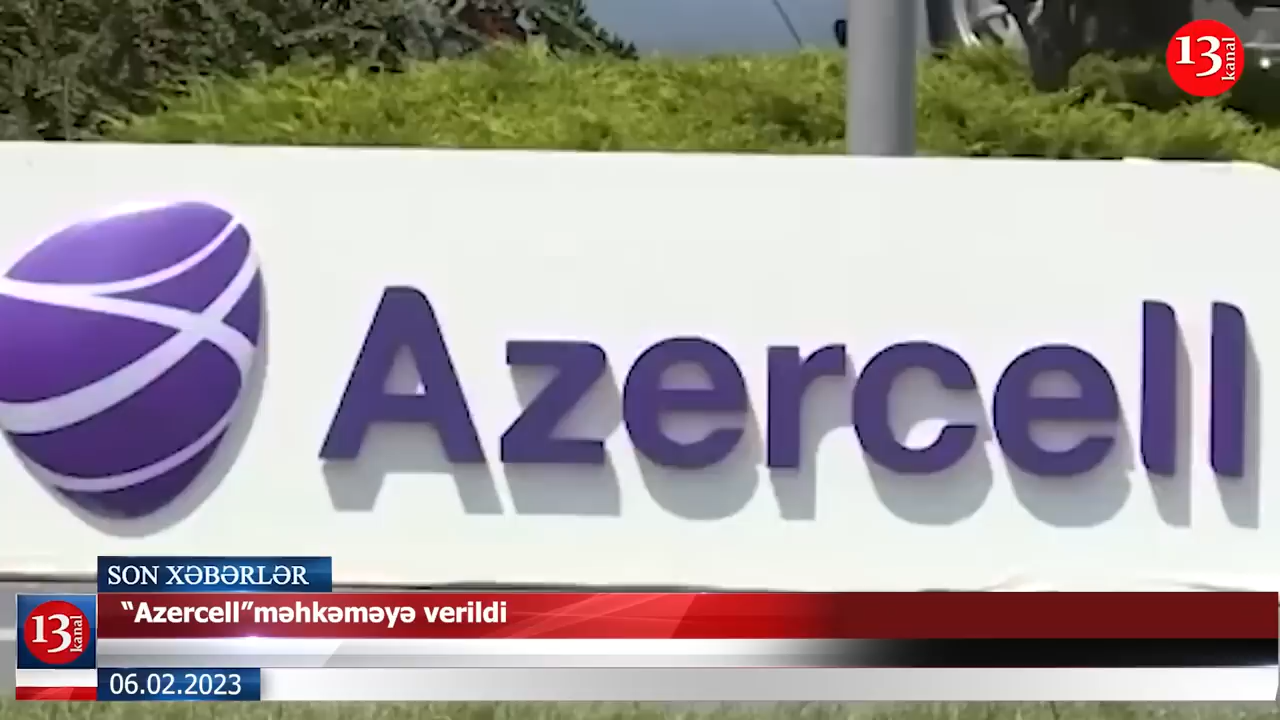 13 kanal
Azercell
SON XƏBƏRLƏR
“Azercell”məhkəməyə verildi
13 kanal
06.02.2023